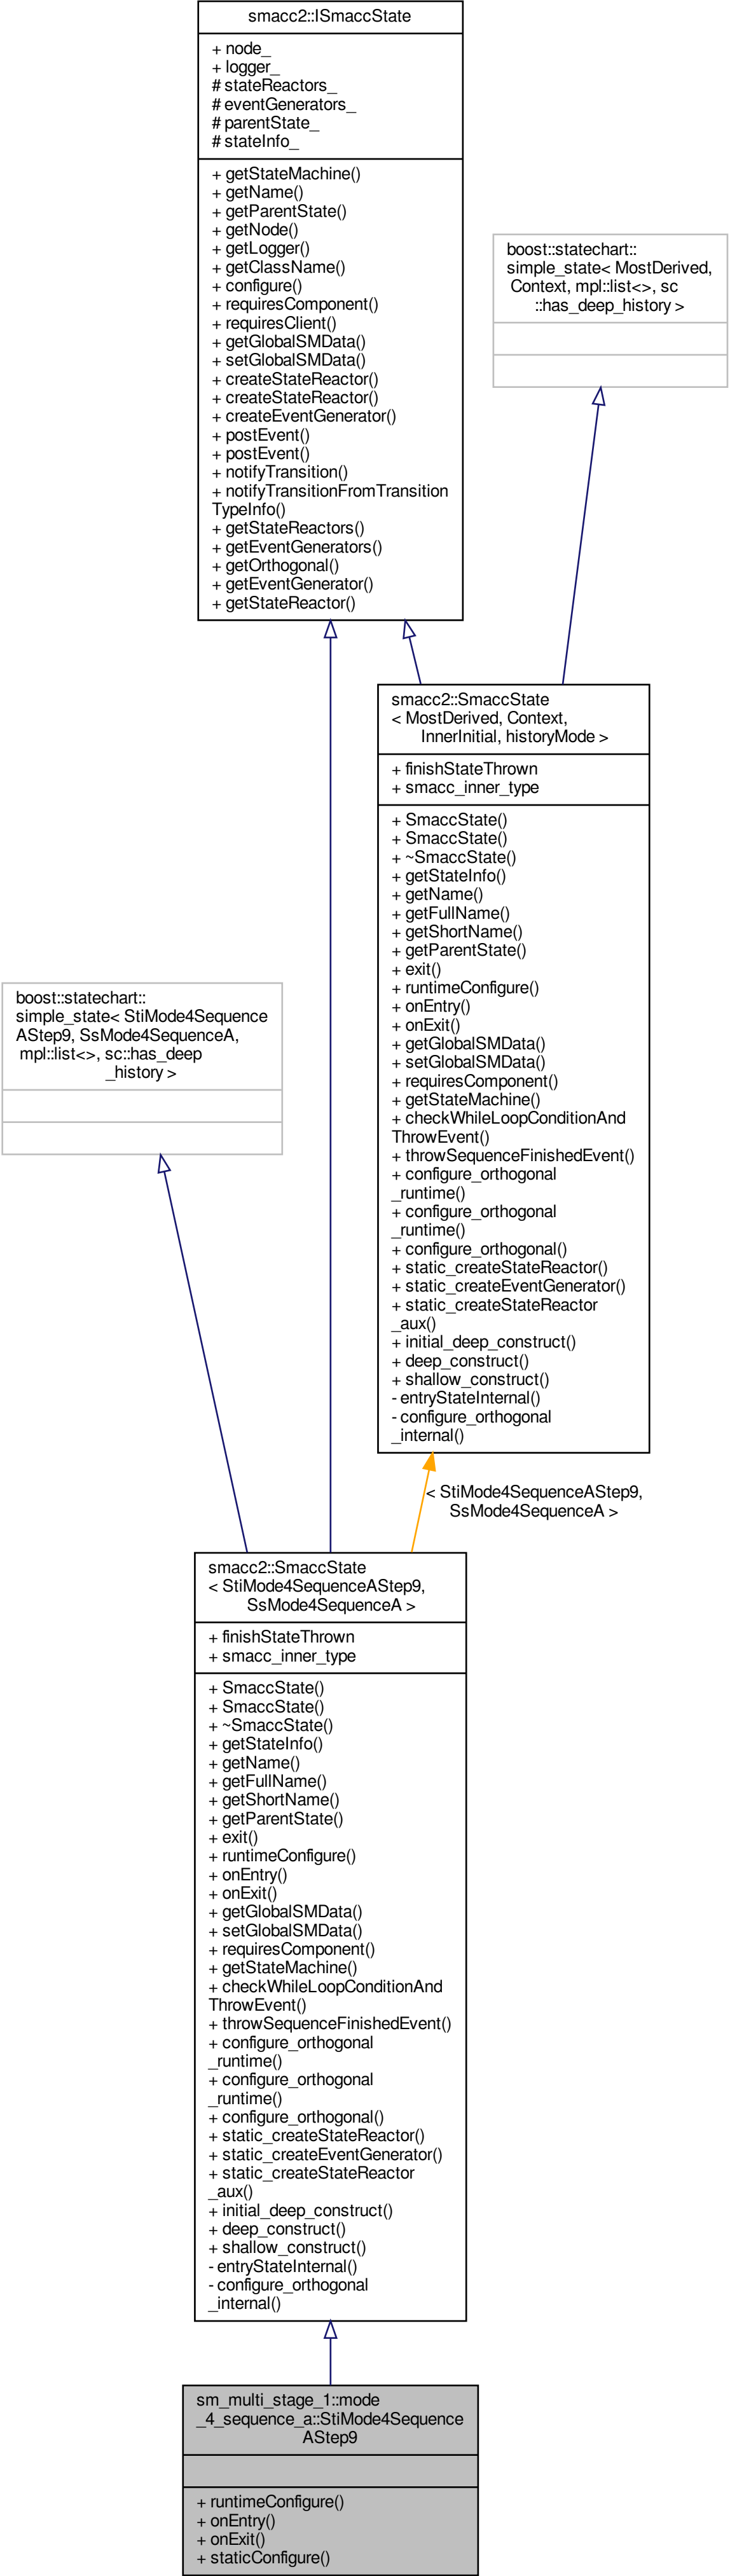 smacc2::ISmaccState
+ node_
+ logger_
# stateReactors_
# eventGenerators_
# parentState_
# stateInfo_
+ getStateMachine()
+ getName()
+ getParentState()
+ getNode()
+ getLogger()
+ getClassName()
+ configure()
+ requiresComponent()
+ requiresClient()
+ getGlobalSMData()
+ setGlobalSMData()
+ createStateReactor()
+ createStateReactor()
+ createEventGenerator()
+ postEvent()
+ postEvent()
+ notifyTransition()
+ notifyTransitionFromTransition
TypeInfo()
+ getStateReactors()
+ getEventGenerators()
+ getOrthogonal()
+ getEventGenerator()
+ getStateReactor()
boost::statechart::
simple_state< MostDerived,
Context, mpl::list<>, sc
::has_deep_history >
smacc2::SmaccState
< MostDerived, Context,
InnerInitial, historyMode >
+ finishStateThrown
+ smacc_inner_type
+ SmaccState()
+ SmaccState()
+ ~SmaccState()
+ getStateInfo()
+ getName()
+ getFullName()
+ getShortName()
+ getParentState()
+ exit()
+ runtimeConfigure()
+ onEntry()
+ onExit()
+ getGlobalSMData()
+ setGlobalSMData()
+ requiresComponent()
+ getStateMachine()
+ checkWhileLoopConditionAnd
ThrowEvent()
+ throwSequenceFinishedEvent()
+ configure_orthogonal
_runtime()
+ configure_orthogonal
_runtime()
+ configure_orthogonal()
+ static_createStateReactor()
+ static_createEventGenerator()
+ static_createStateReactor
_aux()
+ initial_deep_construct()
+ deep_construct()
+ shallow_construct()
- entryStateInternal()
- configure_orthogonal
_internal()
boost::statechart::
simple_state< StiMode4Sequence
AStep9, SsMode4SequenceA,
mpl::list<>, sc::has_deep
_history >
< StiMode4SequenceAStep9,
SsMode4SequenceA >
smacc2::SmaccState
< StiMode4SequenceAStep9,
SsMode4SequenceA >
+ finishStateThrown
+ smacc_inner_type
+ SmaccState()
+ SmaccState()
+ ~SmaccState()
+ getStateInfo()
+ getName()
+ getFullName()
+ getShortName()
+ getParentState()
+ exit()
+ runtimeConfigure()
+ onEntry()
+ onExit()
+ getGlobalSMData()
+ setGlobalSMData()
+ requiresComponent()
+ getStateMachine()
+ checkWhileLoopConditionAnd
ThrowEvent()
+ throwSequenceFinishedEvent()
+ configure_orthogonal
_runtime()
+ configure_orthogonal
_runtime()
+ configure_orthogonal()
+ static_createStateReactor()
+ static_createEventGenerator()
+ static_createStateReactor
_aux()
+ initial_deep_construct()
+ deep_construct()
+ shallow_construct()
- entryStateInternal()
- configure_orthogonal
_internal()
sm_multi_stage_1::mode
_4_sequence_a::StiMode4Sequence
AStep9
+ runtimeConfigure()
+ onEntry()
+ onExit()
+ staticConfigure()